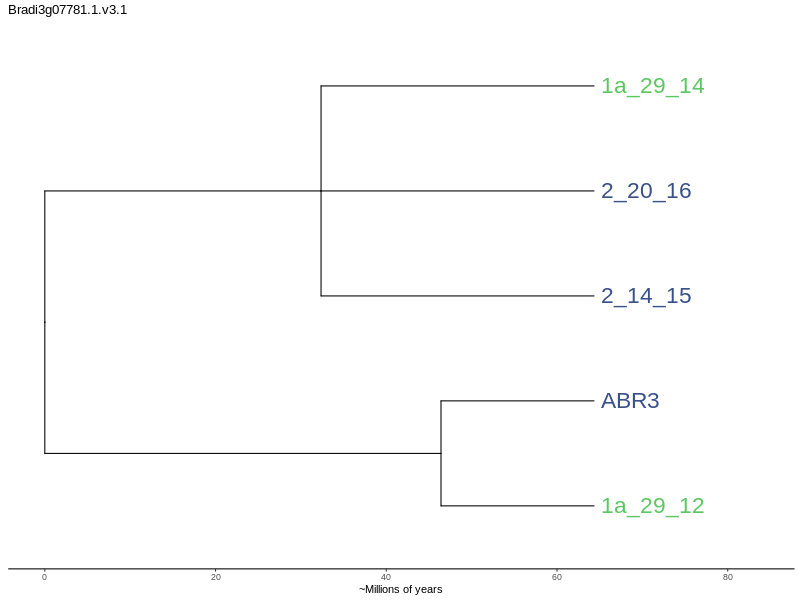 Bradi3g07781.1.v3.1
1a_29_14
2_20_16
2_14_15
ABR3
1a_29_12
0 20 40 60 80
~Millions of years